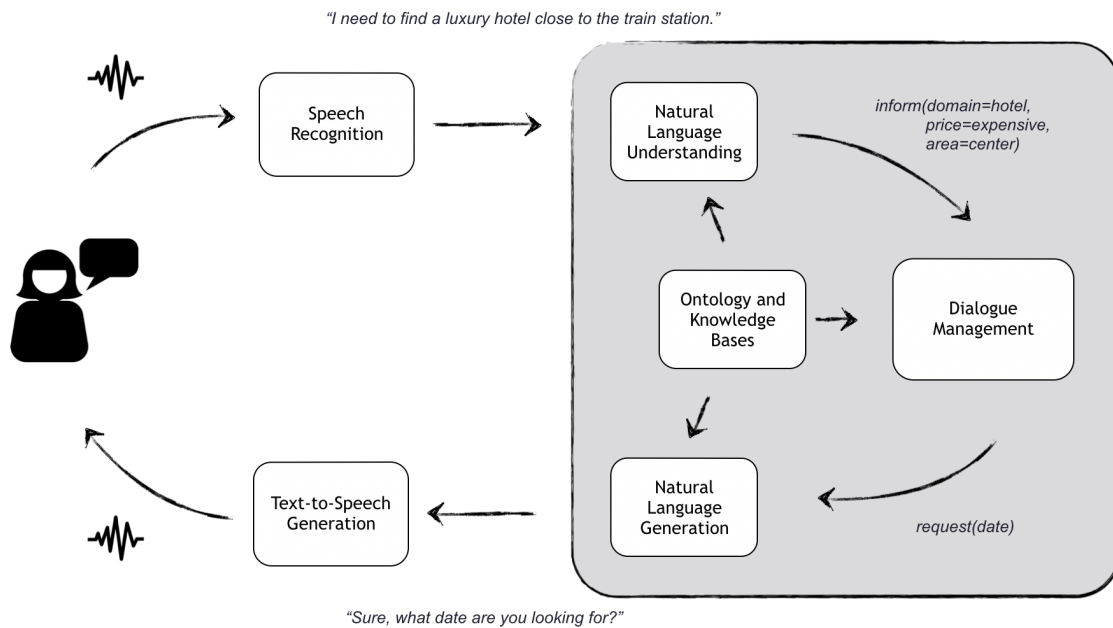 “I need to find a luxury hotel close to the train station.”
Speech
Recognition
Natural
Language
Understanding
inform(domain=hotel,
price=expensive,
area=center)
Ontology and
Knowledge
Bases
Dialogue
Management
Text-to-Speech
Generation
Natural
Language
Generation
request(date)
“Sure, what date are you looking for?”